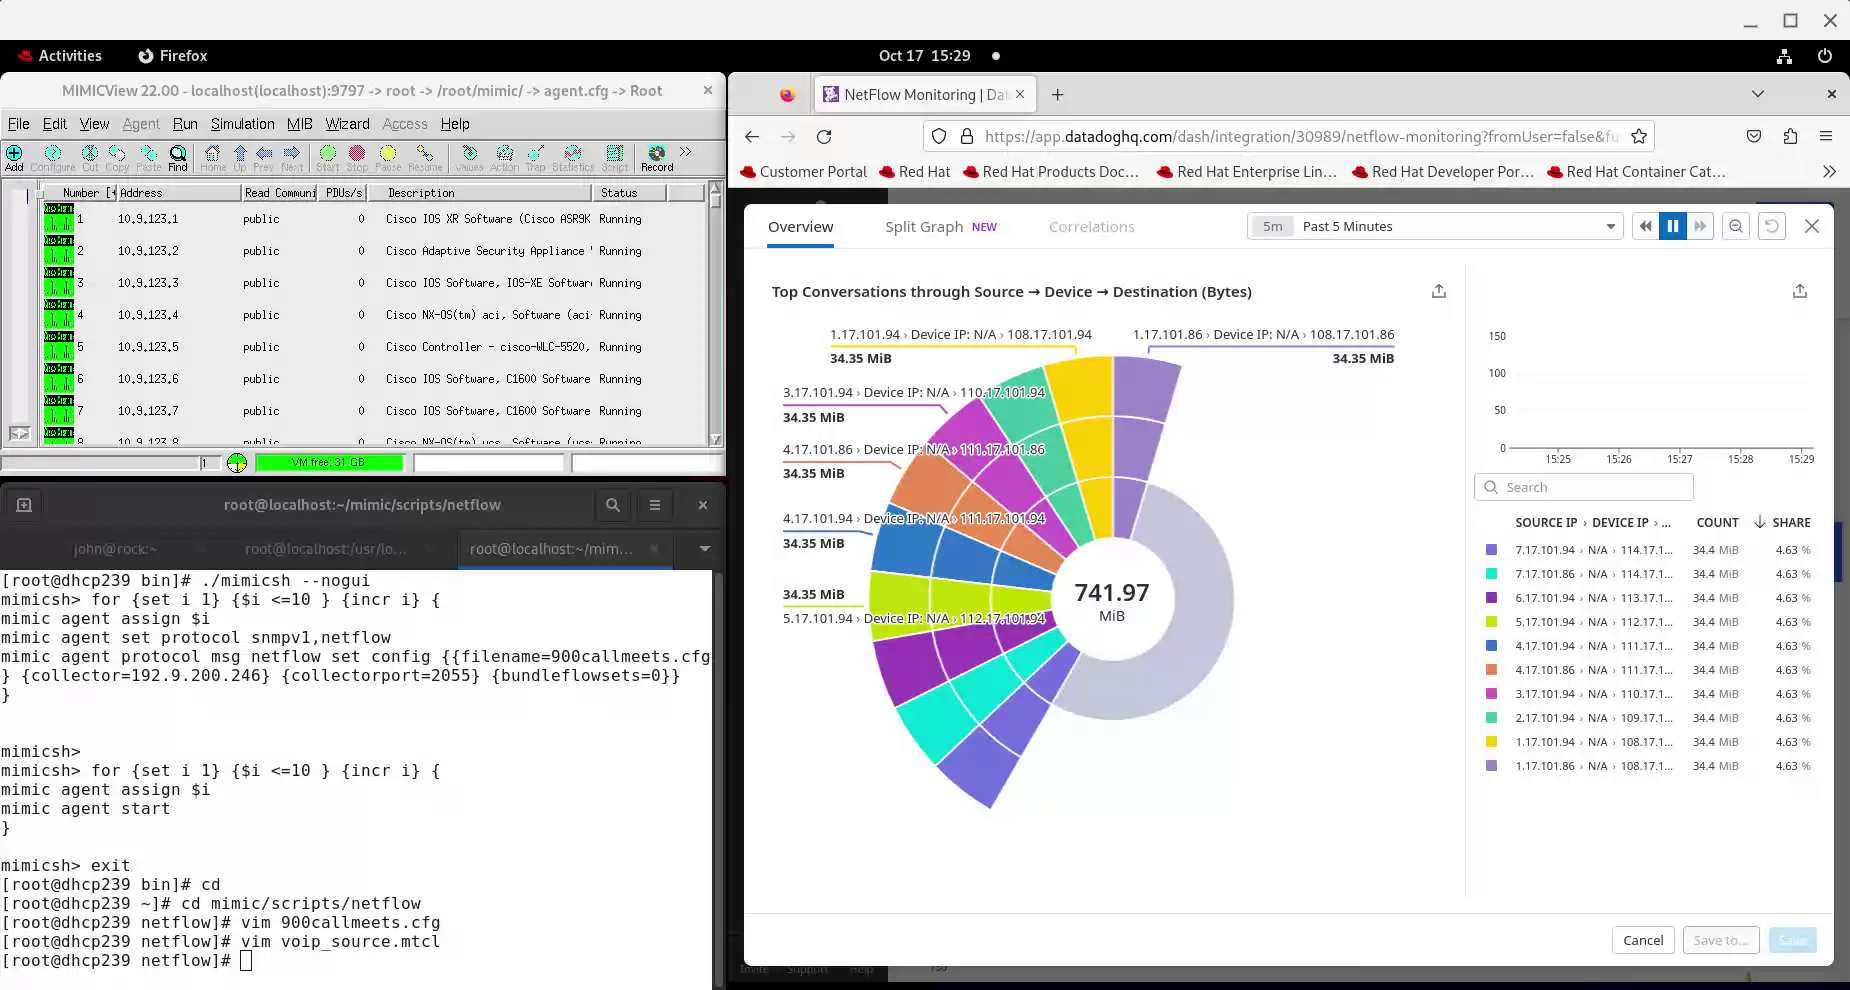 Activities
Firefox
Oct 17 15:29
MIMICView 22.00 - localhost(localhost):9797 -> root -> /root/mimic/ -> agent.cfg -> Root
File Edit View Agent Run Simulation MIB Wizard Access Help
Add Configure Cut Copy Paste Find Home Up Prev Next Start Stop Pause Resume Values Action Trap Statistics Script Record
Number [+ Address Read Communi PDUs/s Description Status
1 10.9.123.1 public 0 Cisco IOS XR Software (Cisco ASR9K Running
2 10.9.123.2 public 0 Cisco Adaptive Security Appliance Running
3 10.9.123.3 public 0 Cisco IOS Software, IOS-XE Softwar Running
4 10.9.123.4 public 0 Cisco NX-OS(tm) aci, Software (aci- Running
5 10.9.123.5 public 0 Cisco Controller - cisco-WLC-5520, Running
6 10.9.123.6 public 0 Cisco IOS Software, C1600 Software Running
7 10.9.123.7 public 0 Cisco IOS Software, C1600 Software Running
8 10.9.123.8 public 0 Cisco NX-OS(tm) ucs, Software (ucs- Running
1
VM free: 31 GB
root@localhost:~/mimic/scripts/netflow
john@rock:~
root@localhost:/usr/lo...
root@localhost:~/mim...
[root@dhcp239 bin]# ./mimicsh --nogui
mimicsh> for {set i 1} {$i <=10 } {incr i} {
mimic agent assign $i
mimic agent set protocol snmpv1,netflow
mimic agent protocol msg netflow set config {{filename=900callmeets.cfg
} {collector=192.9.200.246} {collectorport=2055} {bundleflowsets=0}}
}
mimicsh>
mimicsh> for {set i 1} {$i <=10 } {incr i} {
mimic agent assign $i
mimic agent start
}
mimicsh> exit
[root@dhcp239 bin]# cd
[root@dhcp239 ~]# cd mimic/scripts/netflow
[root@dhcp239 netflow]# vim 900callmeets.cfg
[root@dhcp239 netflow]# vim voip_source.mtcl
[root@dhcp239 netflow]#
NetFlow Monitoring | Dat
https://app.datadoghq.com/dash/integration/30989/netflow-monitoring?fromUser=false&fu
Customer Portal
Red Hat
Red Hat Products Doc...
Red Hat Enterprise Lin...
Red Hat Developer Por...
Red Hat Container Cat...
Overview
Split Graph NEW
Correlations
5m Past 5 Minutes
Top Conversations through Source → Device → Destination (Bytes)
1.17.101.94 › Device IP: N/A › 108.17.101.94
34.35 MiB
1.17.101.86 › Device IP: N/A › 108.17.101.86
34.35 MiB
3.17.101.94 › Device IP: N/A › 110.17.101.94
34.35 MiB
4.17.101.86 › Device IP: N/A › 111.17.101.86
34.35 MiB
4.17.101.94 › Device IP: N/A › 111.17.101.94
34.35 MiB
34.35 MiB
5.17.101.94 › Device IP: N/A › 112.17.101.94
741.97
MiB
150
100
50
0
15:25 15:26 15:27 15:28 15:29
Search
SOURCE IP › DEVICE IP › ... COUNT ↓ SHARE
7.17.101.94 › N/A › 114.17.1... 34.4 MiB 4.63 %
7.17.101.86 › N/A › 114.17.1... 34.4 MiB 4.63 %
6.17.101.94 › N/A › 113.17.1... 34.4 MiB 4.63 %
5.17.101.94 › N/A › 112.17.1... 34.4 MiB 4.63 %
4.17.101.94 › N/A › 111.17.1... 34.4 MiB 4.63 %
4.17.101.86 › N/A › 111.17.1... 34.4 MiB 4.63 %
3.17.101.94 › N/A › 110.17.1... 34.4 MiB 4.63 %
2.17.101.94 › N/A › 109.17.1... 34.4 MiB 4.63 %
1.17.101.94 › N/A › 108.17.1... 34.4 MiB 4.63 %
1.17.101.86 › N/A › 108.17.1... 34.4 MiB 4.63 %
Cancel
Save to...
Save
Invite Support Help
150